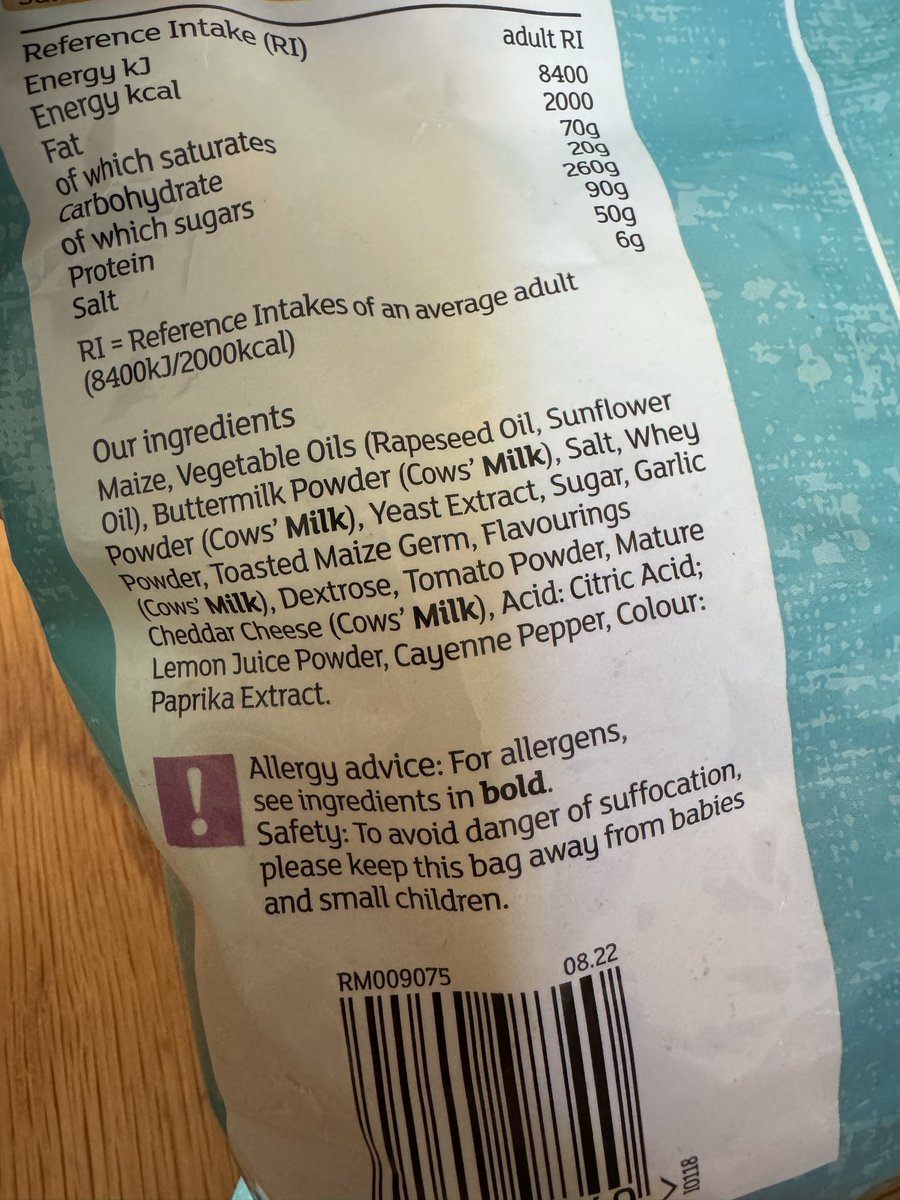 Reference Intake (RI) adult RI
Energy kJ 8400
Energy kcal 2000
Fat 70g
of which saturates 20g
carbohydrate 260g
of which sugars 90g
Protein 50g
Salt 6g
RI = Reference Intakes of an average adult
(8400kJ/2000kcal)
Our ingredients
Maize, Vegetable Oils (Rapeseed Oil, Sunflower
Oil), Buttermilk Powder (Cows' Milk), Salt, Whey
Powder (Cows' Milk), Yeast Extract, Sugar, Garlic
Powder, Toasted Maize Germ, Flavourings
(Cows' Milk), Dextrose, Tomato Powder, Mature
Cheddar Cheese (Cows' Milk), Acid: Citric Acid;
Lemon Juice Powder, Cayenne Pepper, Colour:
Paprika Extract.
Allergy advice: For allergens,
see ingredients in bold.
Safety: To avoid danger of suffocation,
please keep this bag away from babies
and small children.
RM009075 08.22
10118